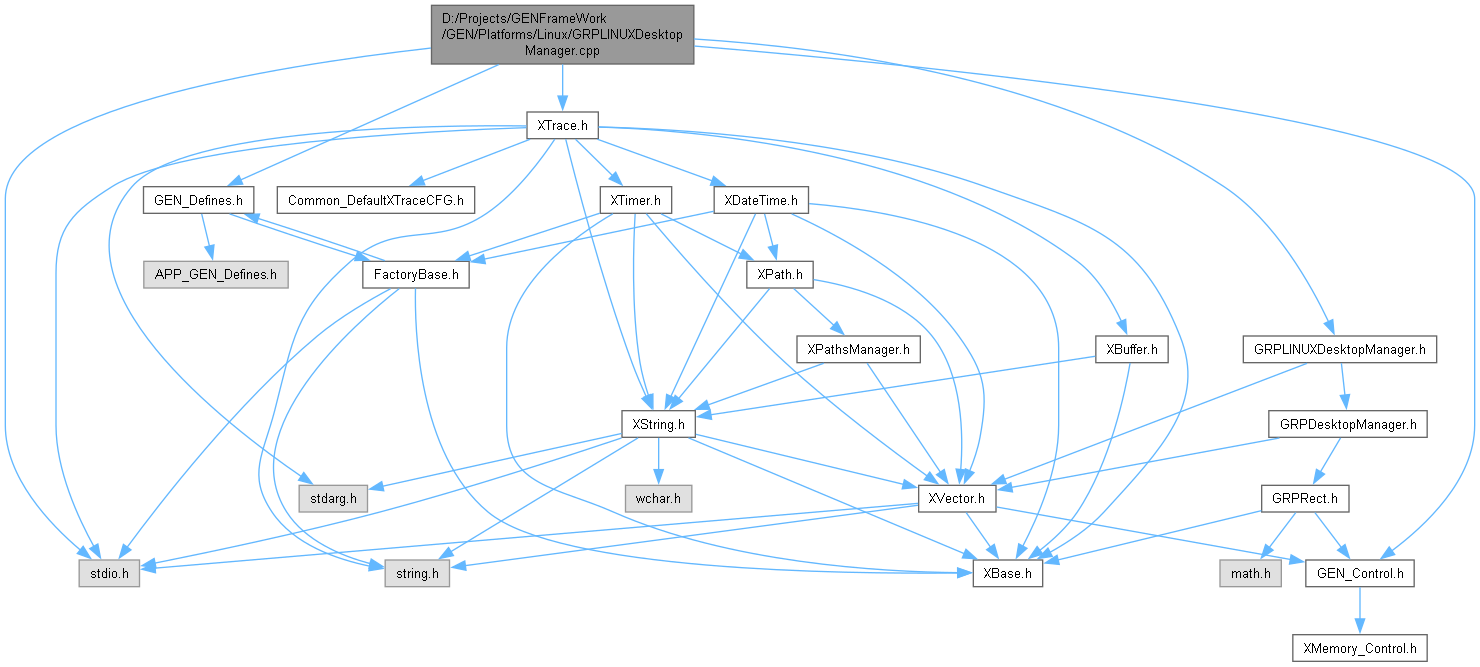 D:/Projects/GENFrameWork
/GEN/Platforms/Linux/GRPLINUXDesktop
Manager.cpp
XTrace.h
GEN_Defines.h
Common_DefaultXTraceCFG.h
XTimer.h
XDateTime.h
APP_GEN_Defines.h
FactoryBase.h
XPath.h
XPathsManager.h
XBuffer.h
GRPLINUXDesktopManager.h
XString.h
GRPDesktopManager.h
stdarg.h
wchar.h
XVector.h
GRPRect.h
stdio.h
string.h
XBase.h
math.h
GEN_Control.h
XMemory_Control.h